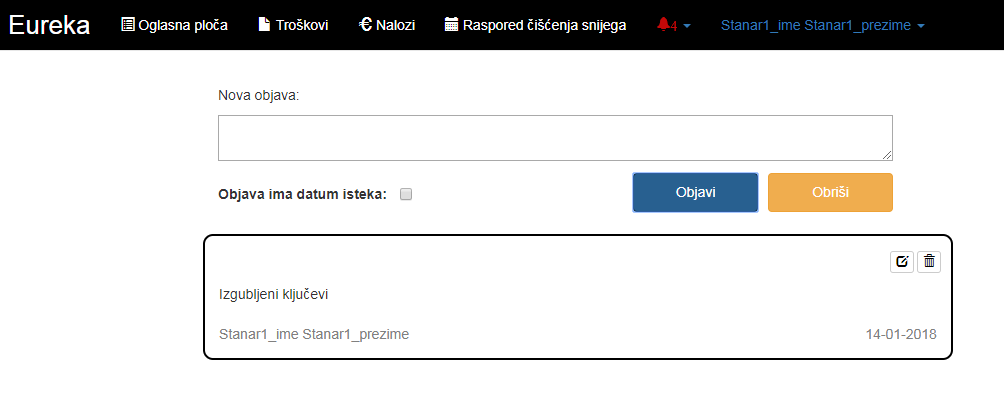 Eureka Oglasna ploča Troškovi Nalozi Raspored čišćenja snijega 4 Stanar1_ime Stanar1_prezime
Nova objava:
Objava ima datum isteka: Objavi Obriši
Izgubljeni ključevi
Stanar1_ime Stanar1_prezime 14-01-2018